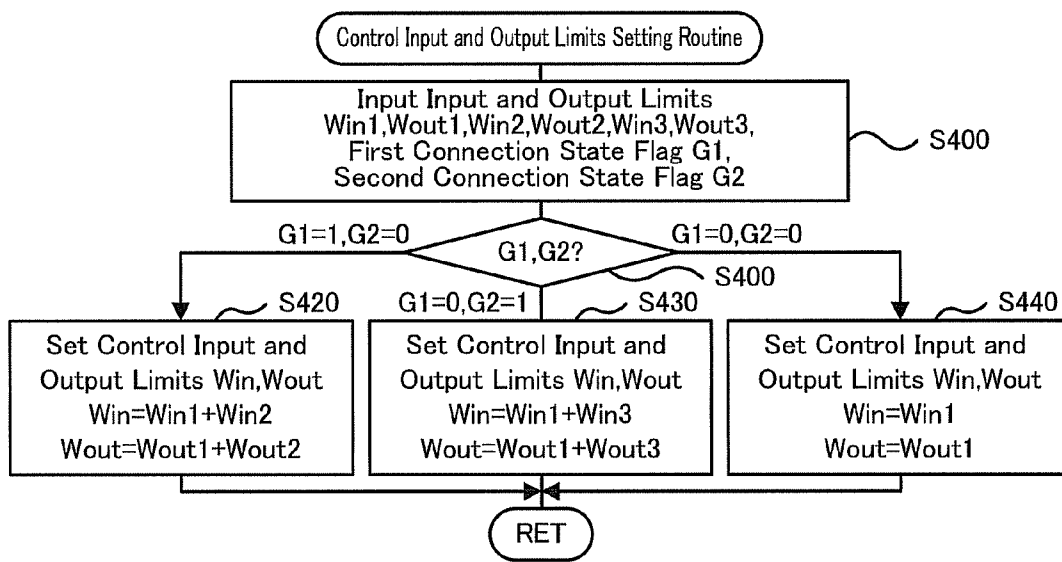 Control Input and Output Limits Setting Routine
Input Input and Output Limits
Win1,Wout1,Win2,Wout2,Win3,Wout3,
First Connection State Flag G1,
Second Connection State Flag G2
S400
G1=1,G2=0
G1,G2?
G1=0,G2=0
S400
S420
G1=0,G2=1
S430
S440
Set Control Input and
Output Limits Win,Wout
Win=Win1+Win2
Wout=Wout1+Wout2
Set Control Input and
Output Limits Win,Wout
Win=Win1+Win3
Wout=Wout1+Wout3
Set Control Input and
Output Limits Win,Wout
Win=Win1
Wout=Wout1
RET